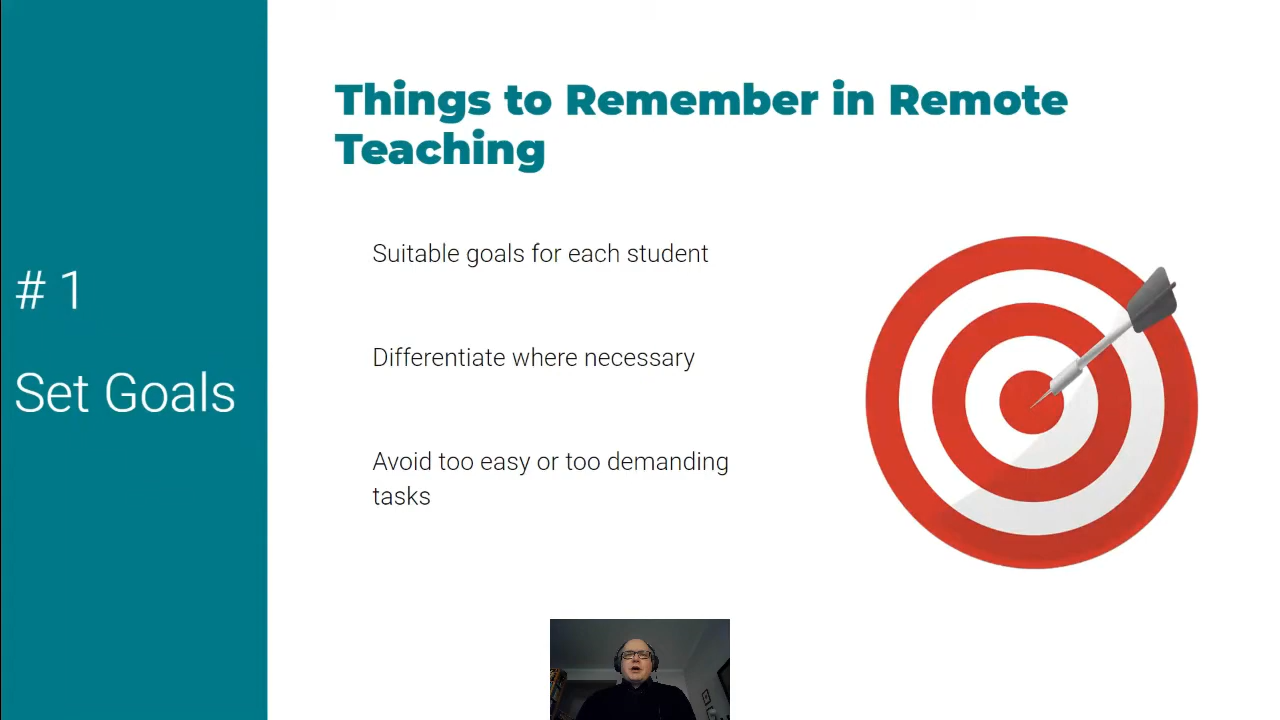 Things to Remember in Remote
Teaching
# 1
Set Goals
Suitable goals for each student
Differentiate where necessary
Avoid too easy or too demanding
tasks